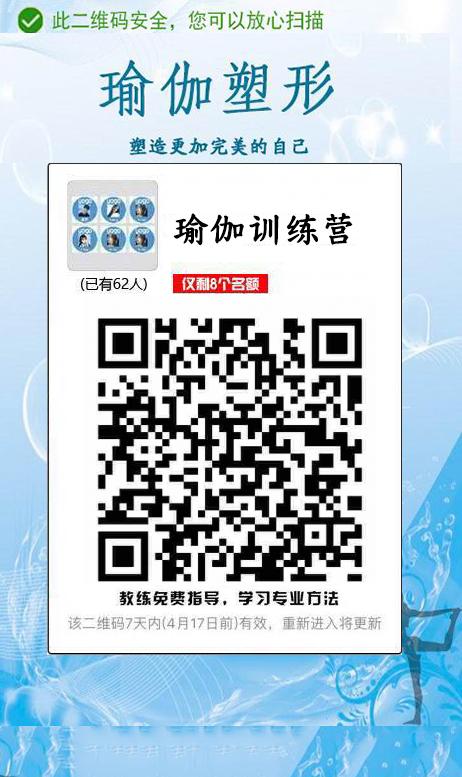 此二维码安全，您可以放心扫描
瑜伽塑形
塑造更加完美的自己
瑜伽训练营
(已有62人)
仅剩8个名额
教练免费指导，学习专业方法
该二维码7天内(4月17日前)有效，重新进入将更新